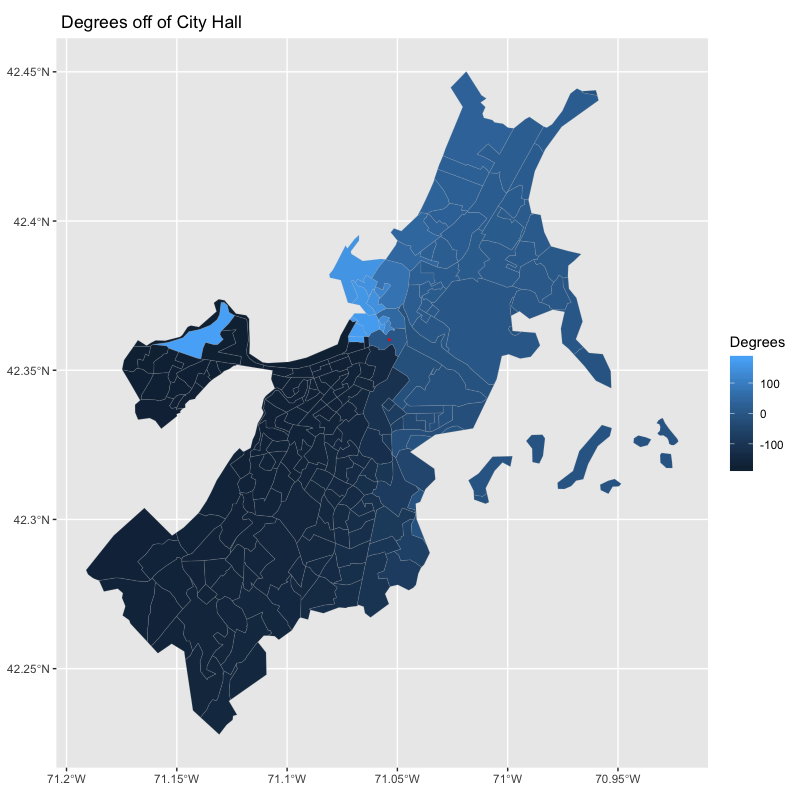 Degrees off of City Hall
42.45°N
42.4°N
42.35°N
42.3°N
42.25°N
71.2°W
71.15°W
71.1°W
71.05°W
71°W
70.95°W
Degrees
100
0
-100